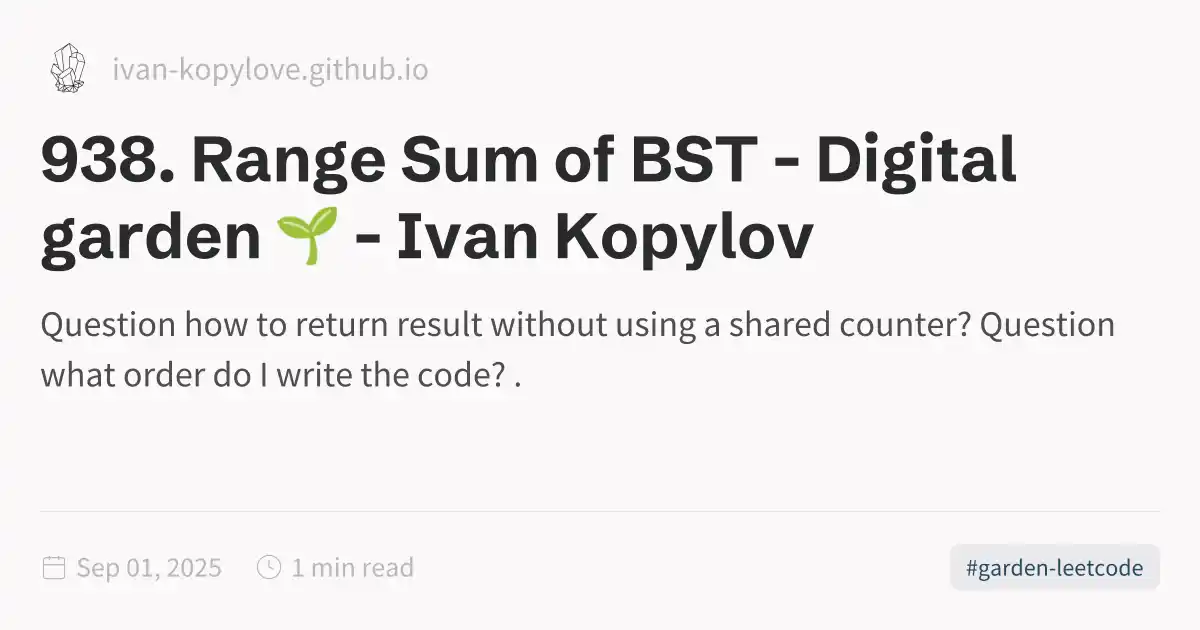 ivan-kopylove.github.io
938. Range Sum of BST - Digital
garden 🌱 - Ivan Kopylov
Question how to return result without using a shared counter? Question
what order do I write the code? .
Sep 01, 2025 1 min read #garden-leetcode